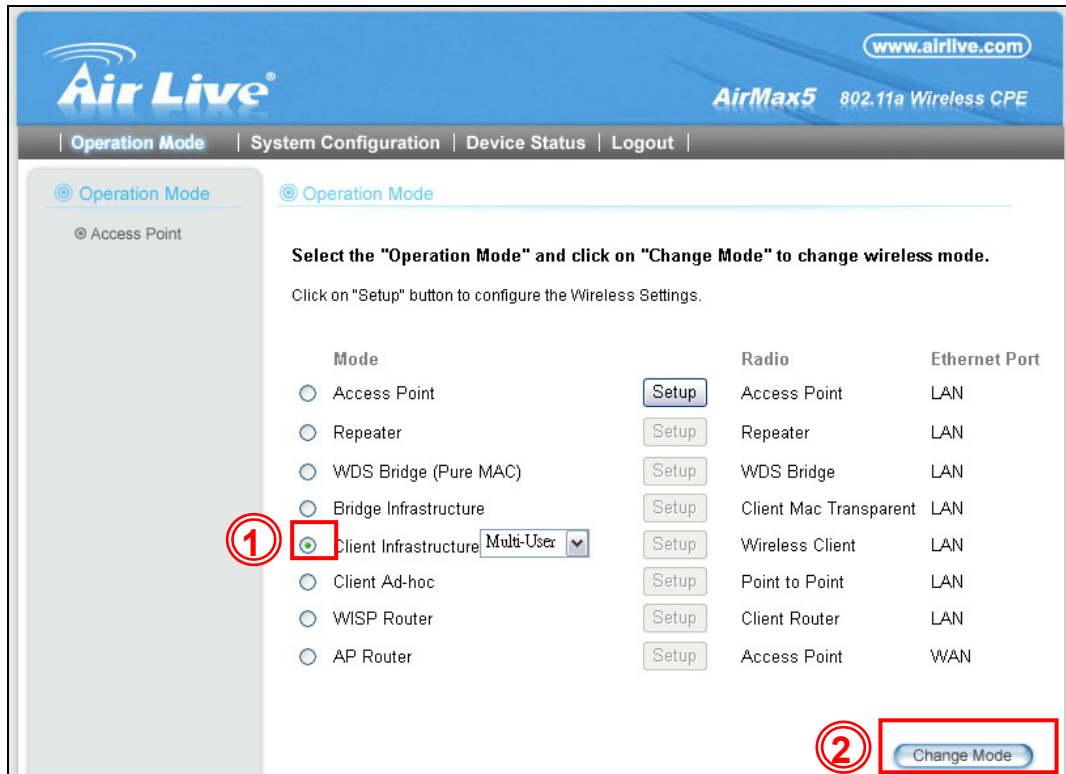 www.airlive.com
Air Live®
AirMax5 802.11a Wireless CPE
| Operation Mode | System Configuration | Device Status | Logout |
Operation Mode
Access Point
Operation Mode
Select the "Operation Mode" and click on "Change Mode" to change wireless mode.
Click on "Setup" button to configure the Wireless Settings.
Mode Radio Ethernet Port
Access Point Setup Access Point LAN
Repeater Setup Repeater LAN
WDS Bridge (Pure MAC) Setup WDS Bridge LAN
Bridge Infrastructure Setup Client Mac Transparent LAN
1 Client Infrastructure Multi-User Setup Wireless Client LAN
Client Ad-hoc Setup Point to Point LAN
WISP Router Setup Client Router LAN
AP Router Setup Access Point WAN
2 Change Mode